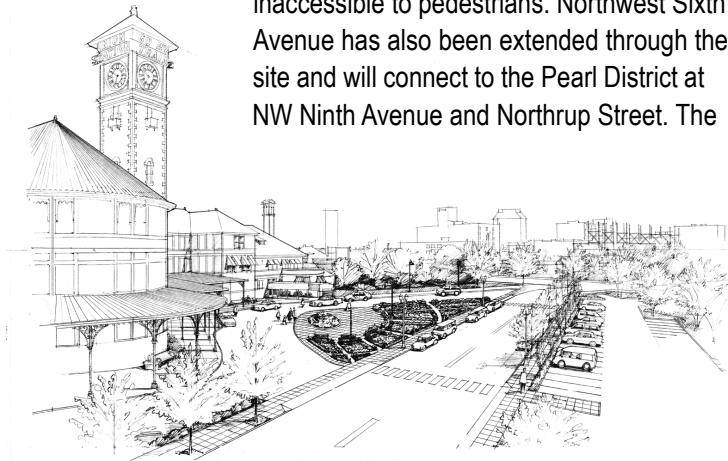 inaccessible to pedestrians. Northwest Sixth
Avenue has also been extended through the
site and will connect to the Pearl District at
NW Ninth Avenue and Northrup Street. The